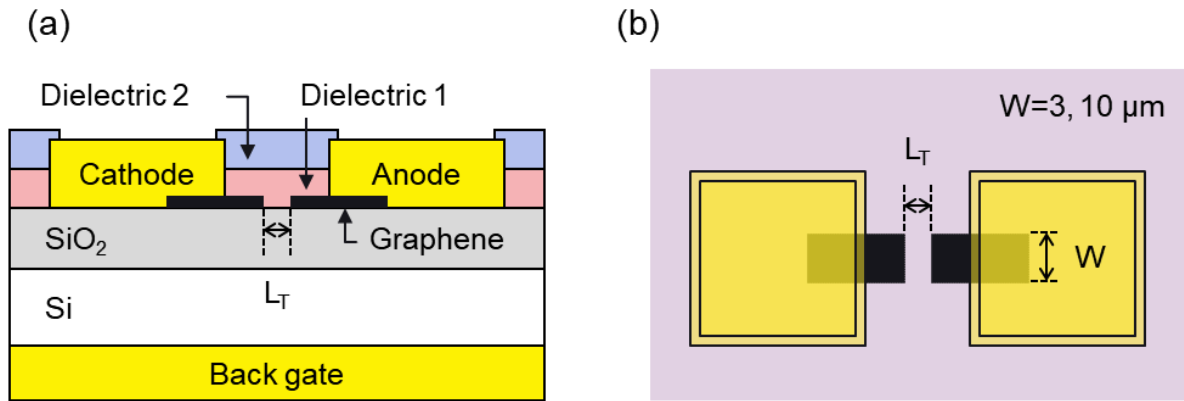 (a)
Dielectric 2
Dielectric 1
Cathode
Anode
SiO₂
Graphene
L_T
Si
Back gate
(b)
W=3, 10 µm
L_T
W